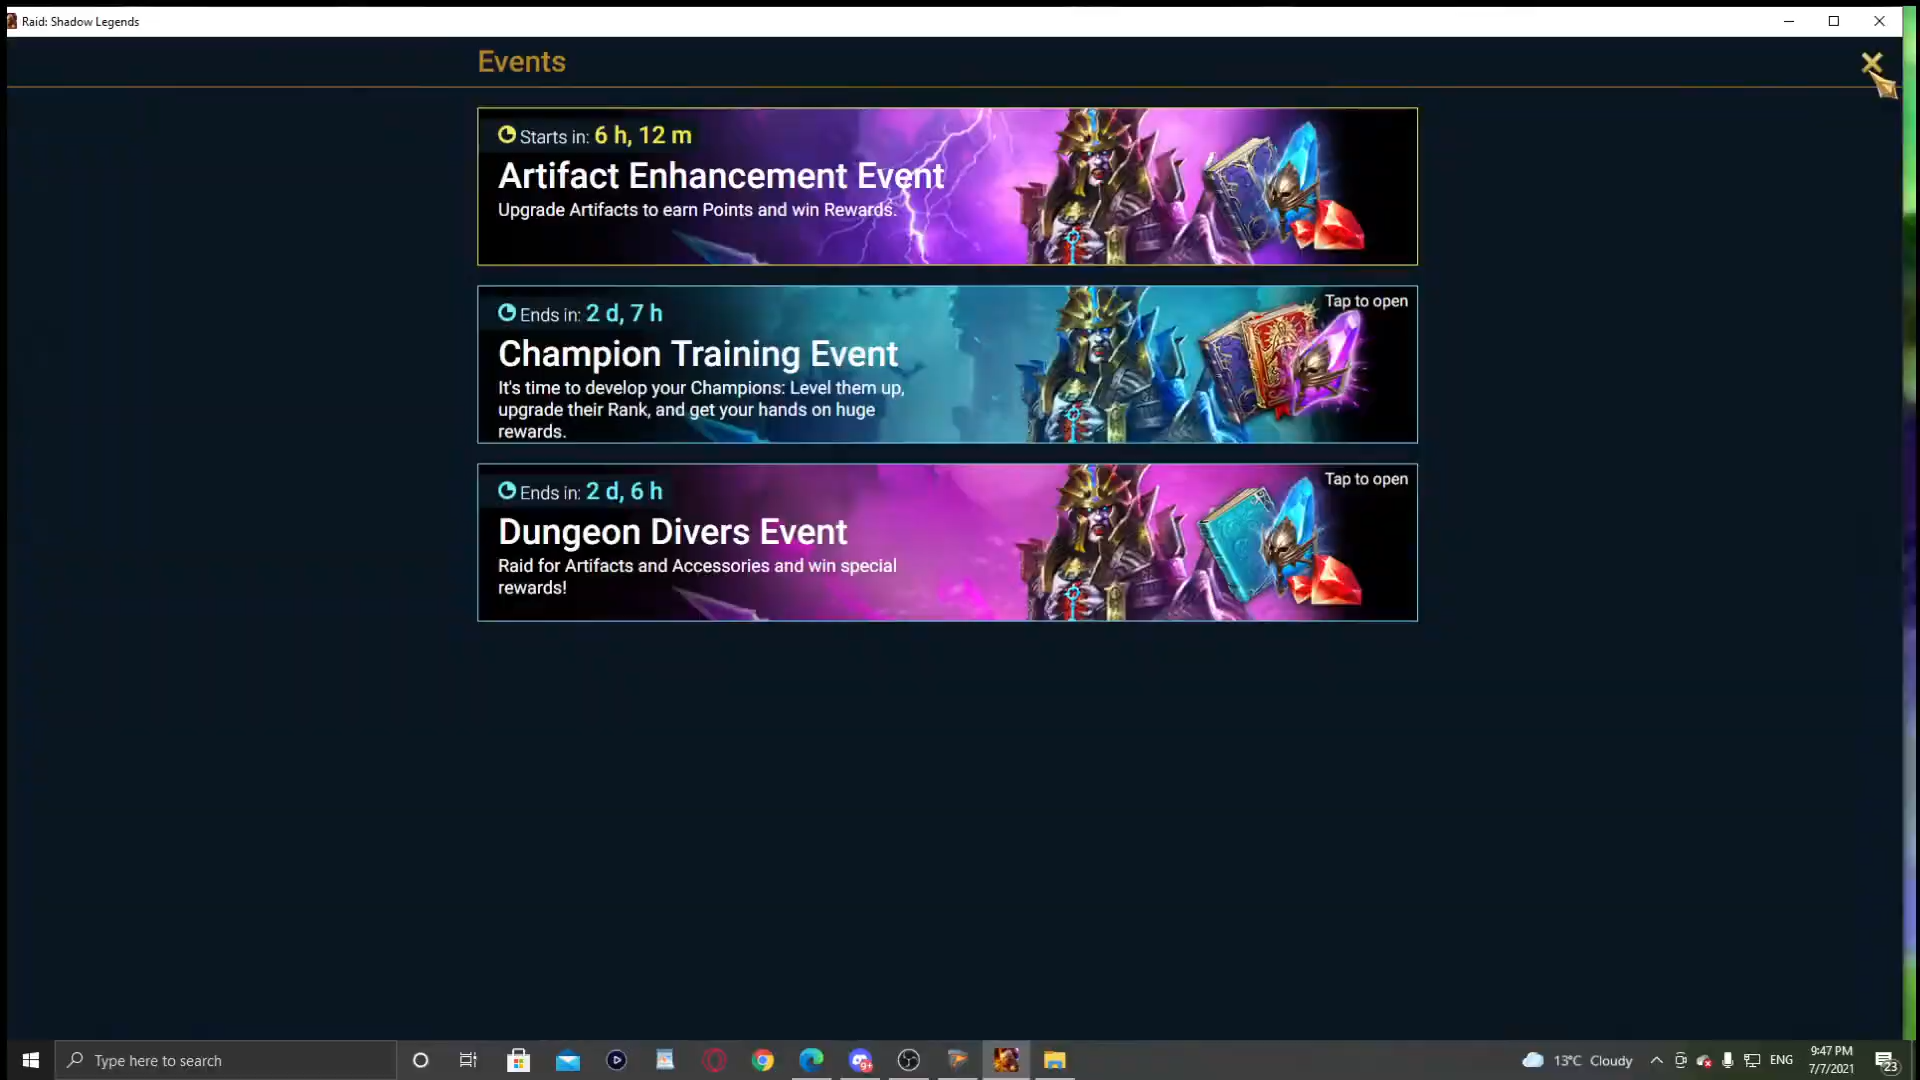 Raid: Shadow Legends
Events
Starts in: 6 h, 12 m
Artifact Enhancement Event
Upgrade Artifacts to earn Points and win Rewards.
Tap to open
Ends in: 2 d, 7 h
Champion Training Event
It's time to develop your Champions: Level them up,
upgrade their Rank, and get your hands on huge
rewards.
Tap to open
Ends in: 2 d, 6 h
Dungeon Divers Event
Raid for Artifacts and Accessories and win special
rewards!
Type here to search
9+
13°C Cloudy
ENG
9:47 PM
7/7/2021
23